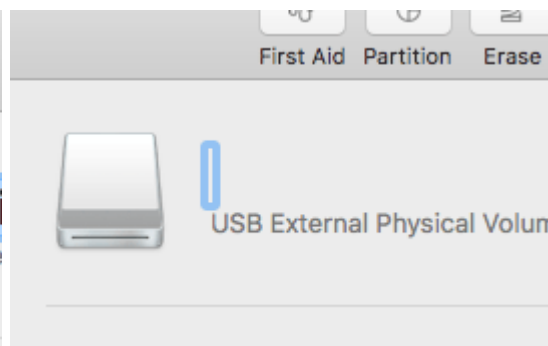 First Aid Partition Erase
USB External Physical Volum